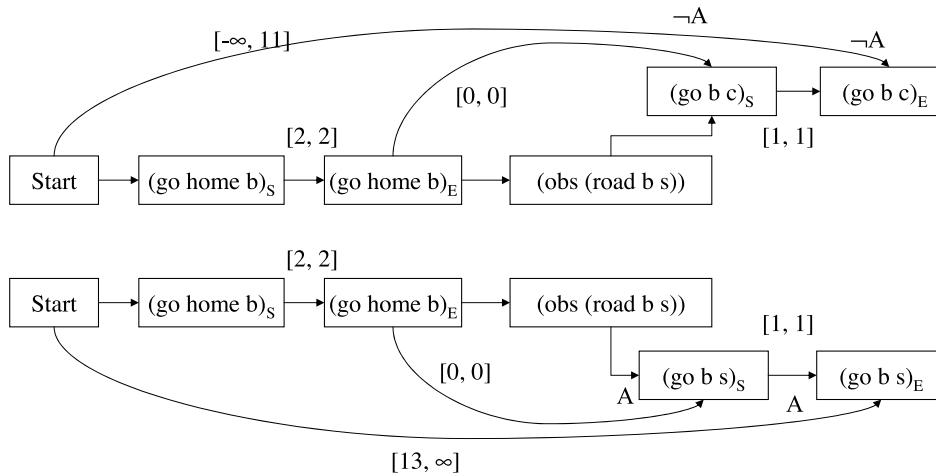 [-∞, 11]
¬A
¬A
[0, 0]
(go b c)S
(go b c)E
[2, 2]
[1, 1]
Start
(go home b)S
(go home b)E
(obs (road b s))
[2, 2]
Start
(go home b)S
(go home b)E
(obs (road b s))
[1, 1]
[0, 0]
(go b s)S
(go b s)E
A
A
[13, ∞]